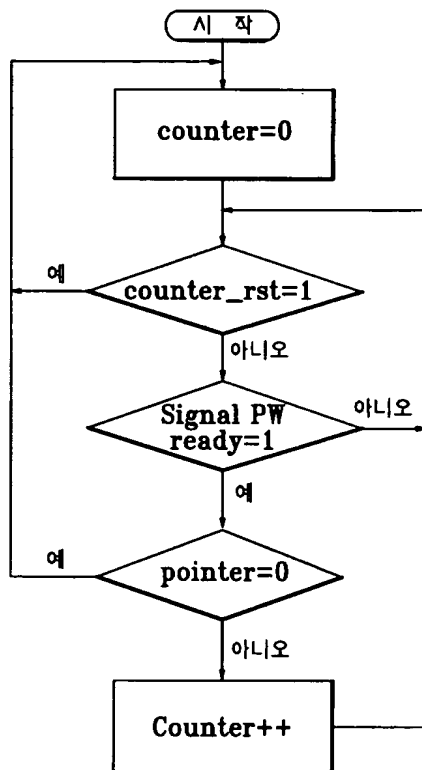 시 작
counter=0
예
counter_rst=1
아니오
Signal PW
ready=1
아니오
예
예
pointer=0
아니오
Counter++